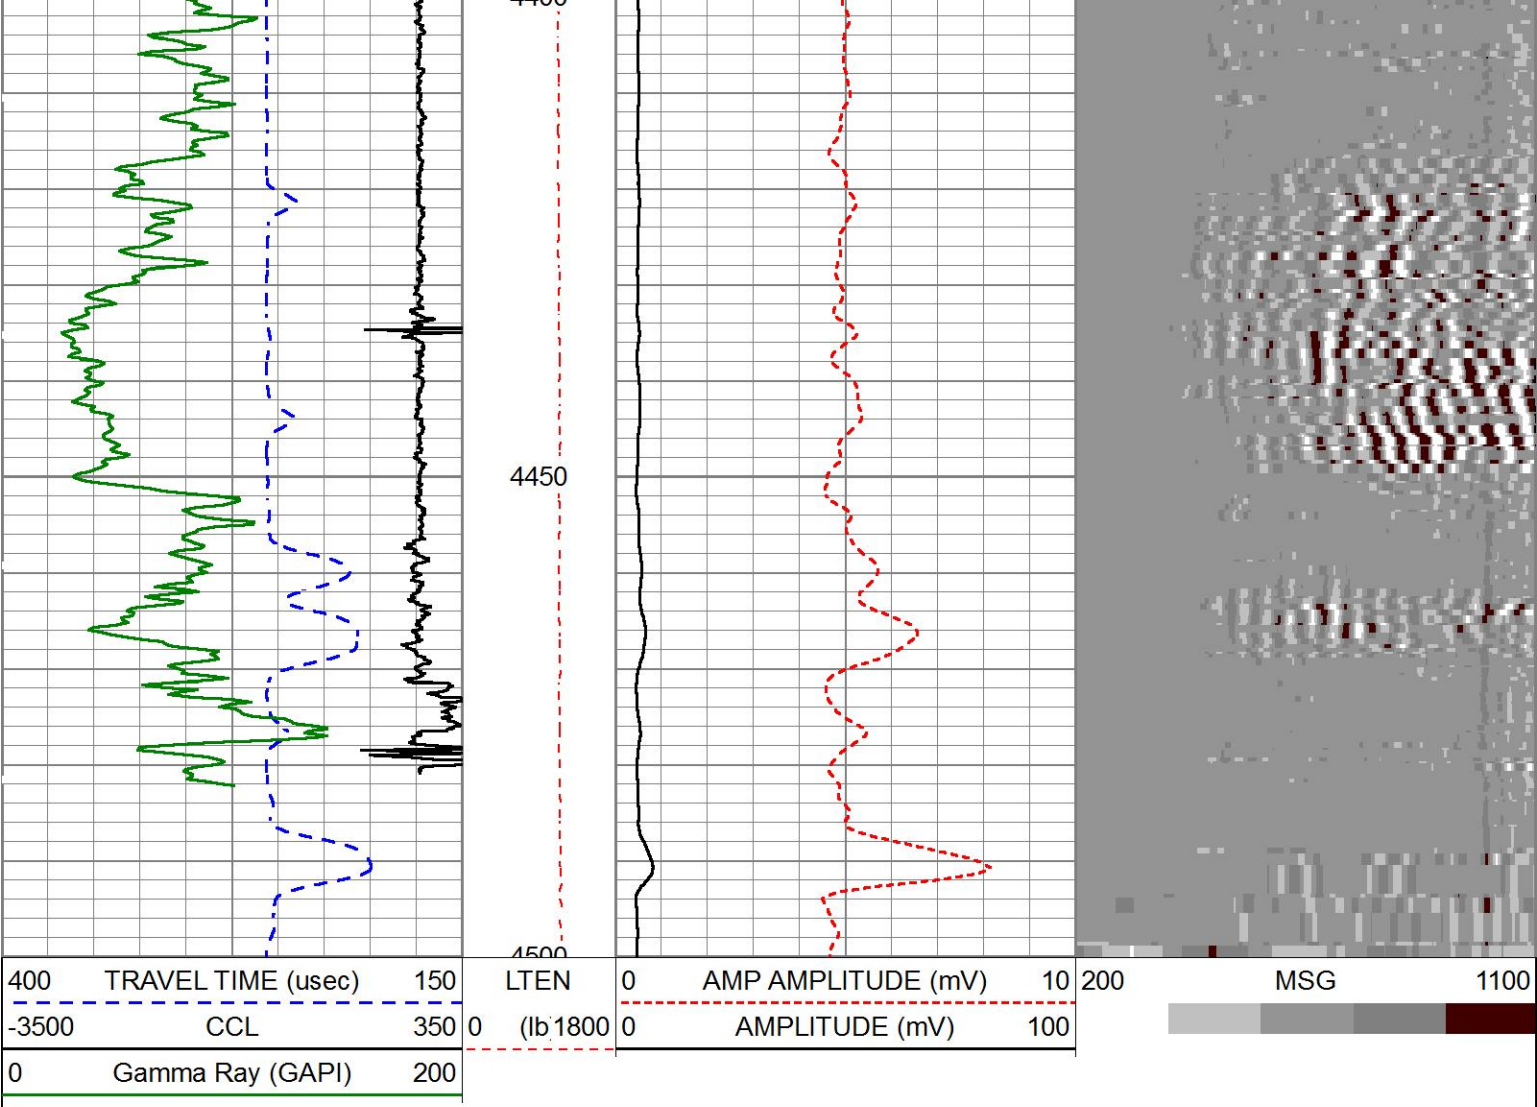 4400
4450
4500
400 TRAVEL TIME (usec) 150 LTEN 0 AMP AMPLITUDE (mV) 10 200 MSG 1100
-3500 CCL 350 0 (lb) 1800 0 AMPLITUDE (mV) 100
0 Gamma Ray (GAPI) 200